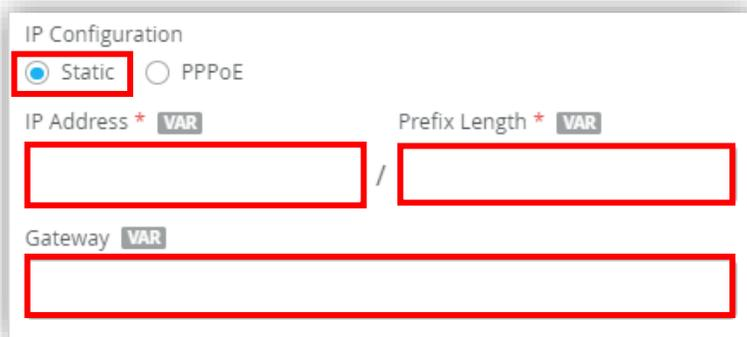 IP Configuration
Static PPPoE
IP Address * VAR Prefix Length * VAR
/
Gateway VAR